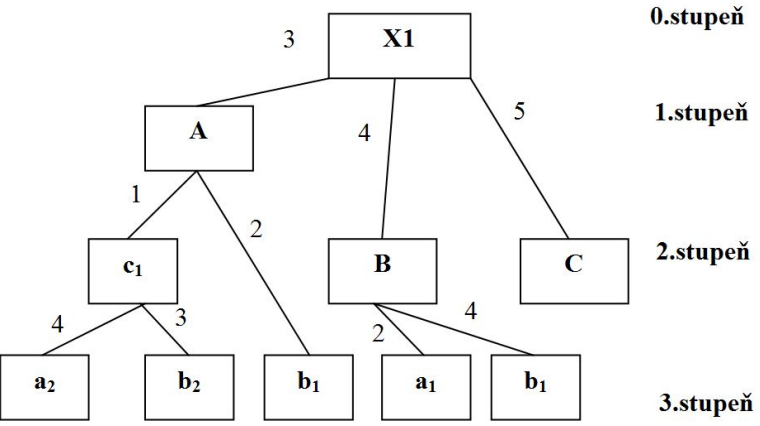 0.stupeň
3 X1
1.stupeň
A 4 5
1 2
2.stupeň
c₁ B C
4 3 2 4
a₂ b₂ b₁ a₁ b₁
3.stupeň